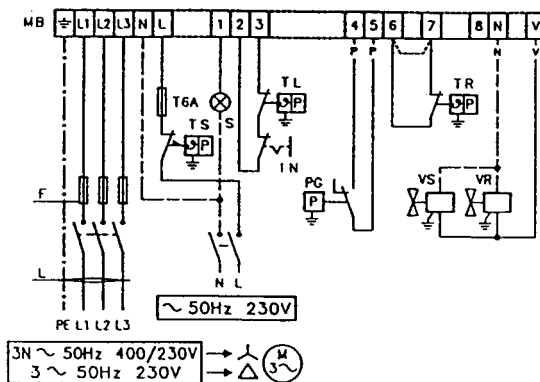 MB ⏚ L1 L2 L3 N L 1 2 3 4 5 6 7 8 N V
P P N V
T6A
TS
P
S
TL
P
1N
TR
P
PG
P
VS VR
F
L
N L
∼ 50Hz 230V
PE L1 L2 L3
3N ∼ 50Hz 400/230V
3 ∼ 50Hz 230V
M
3∼